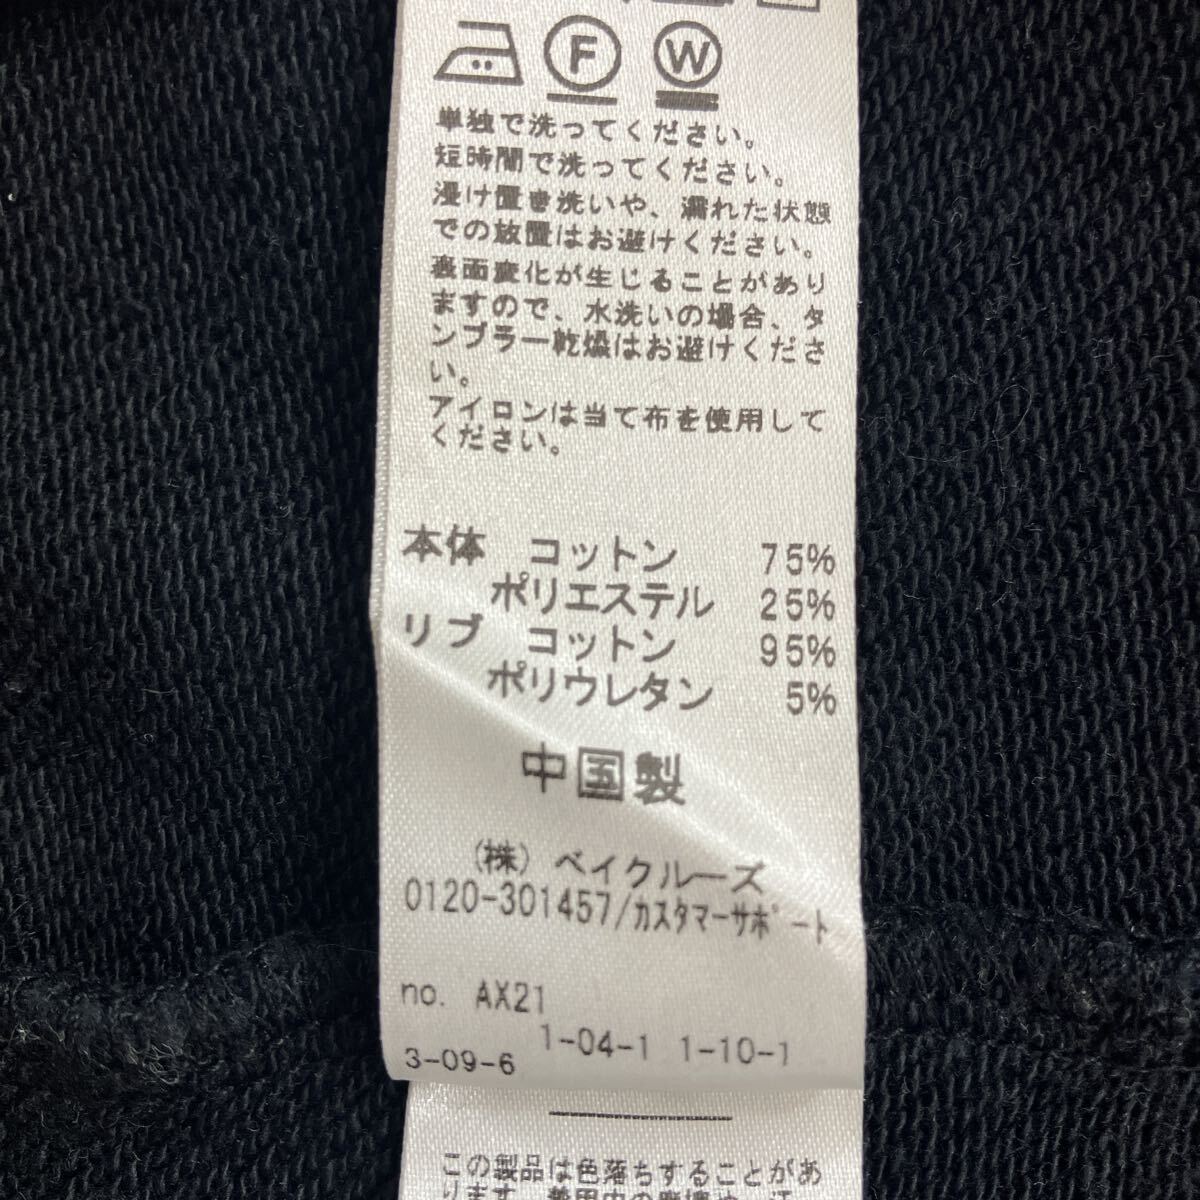 F W
単独で洗ってください。
短時間で洗ってください。
浸け置き洗いや、濡れた状態
での放置はお避けください。
表面変化が生じることがあり
ますので、水洗いの場合、タ
ンブラー乾燥はお避けくださ
い。
アイロンは当て布を使用して
ください。
本体 コットン 75%
ポリエステル 25%
リブ コットン 95%
ポリウレタン 5%
中国製
(株) ベイクルーズ
0120-301457/カスタマーサポート
no. AX21
1-04-1 1-10-1
3-09-6
この製品は色落ちすることがあ